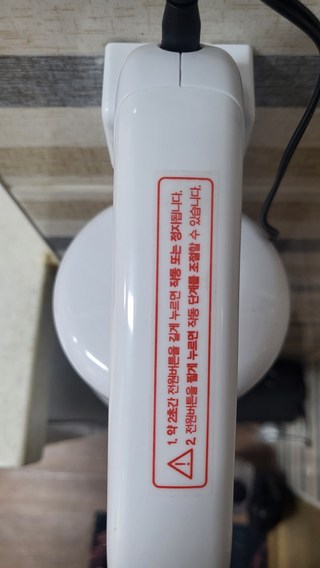 1. 약 2초간 전원버튼을 길게 누르면 작동 또는 정지됩니다.
2. 전원버튼을 짧게 누르면 작동 단계를 조절할 수 있습니다.